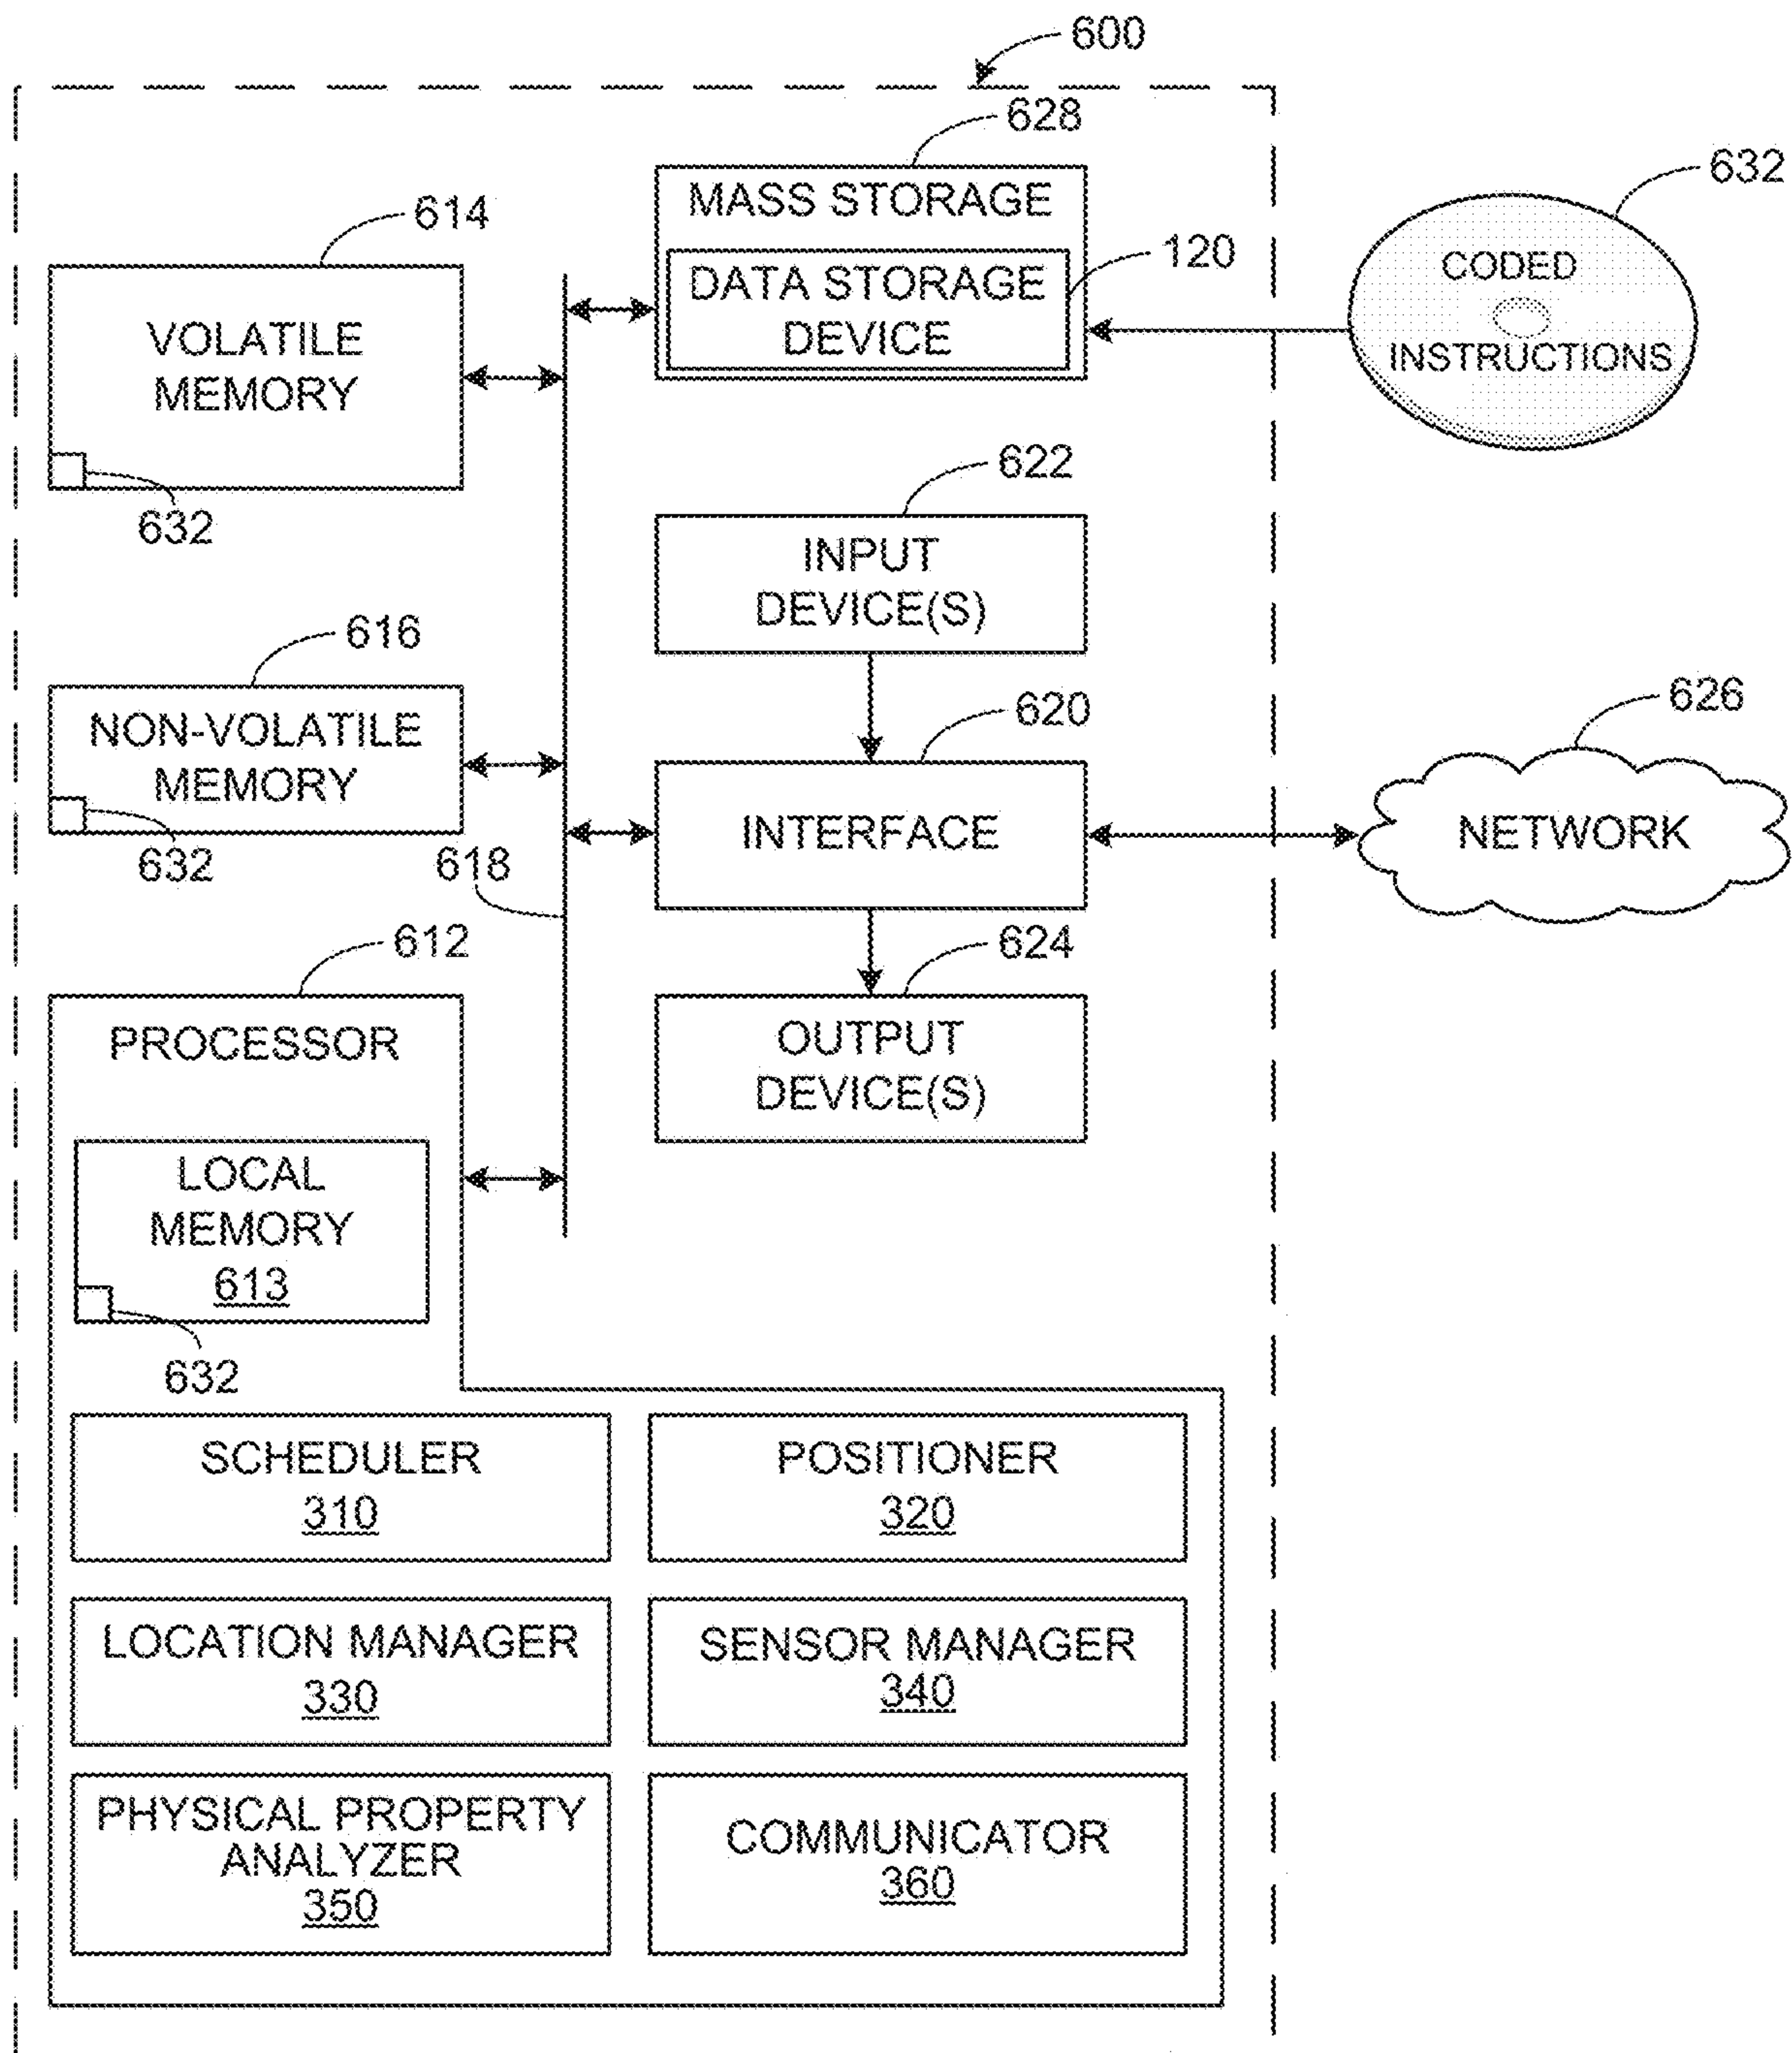 600
628
MASS STORAGE
632
614
120
DATA STORAGE
DEVICE
CODED
INSTRUCTIONS
VOLATILE
MEMORY
632
622
INPUT
DEVICE(S)
616
NON-VOLATILE
MEMORY
632
618
620
INTERFACE
626
NETWORK
612
624
OUTPUT
DEVICE(S)
PROCESSOR
LOCAL
MEMORY
613
632
SCHEDULER
310
POSITIONER
320
LOCATION MANAGER
330
SENSOR MANAGER
340
PHYSICAL PROPERTY
ANALYZER
350
COMMUNICATOR
360